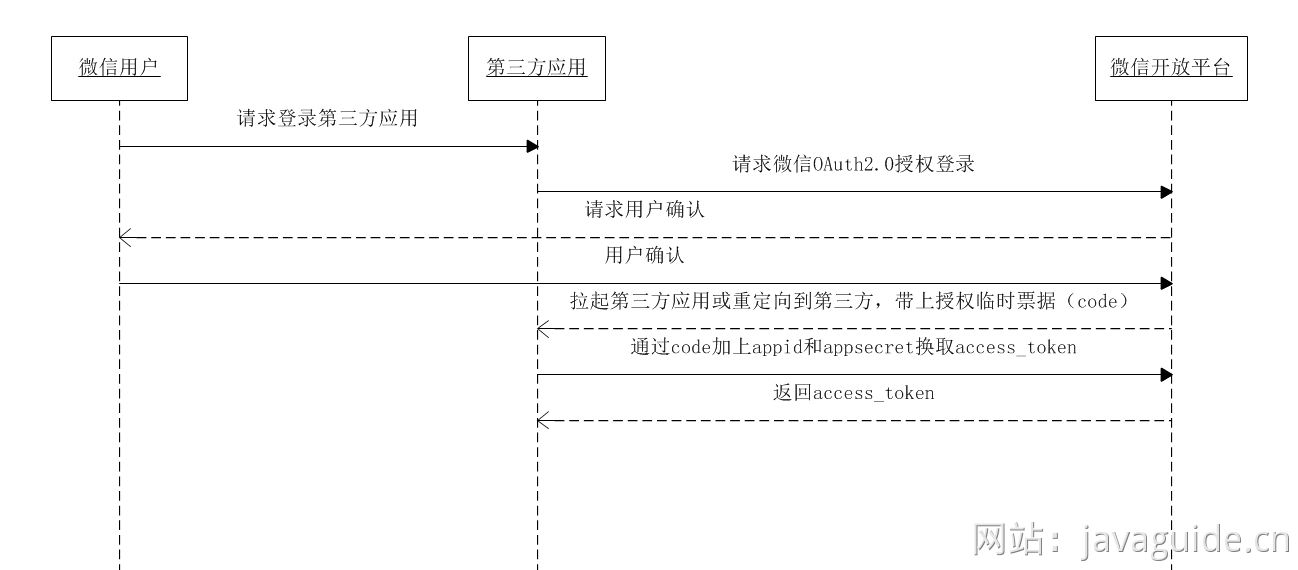 微信用户
第三方应用
微信开放平台
请求登录第三方应用
请求微信OAuth2.0授权登录
请求用户确认
用户确认
拉起第三方应用或重定向到第三方，带上授权临时票据（code）
通过code加上appid和appsecret换取access_token
返回access_token
网站：javaguide.cn